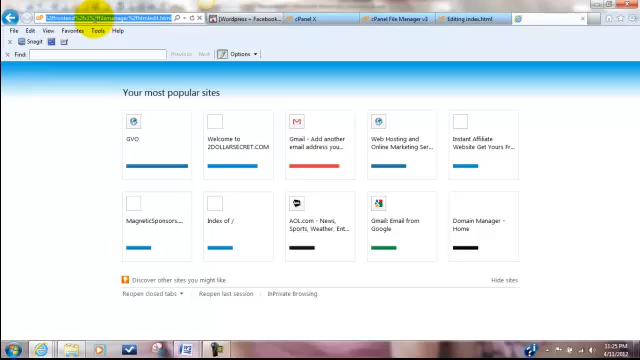 [Wordpress ~ Facebook...
cPanel X
cPanel File Manager v3
Editing index.html
File Edit View Favorites Tools Help
x Snagit
x Find: Previous Next Options
Your most popular sites
GVO
Welcome to
2DOLLARSECRET.COM
Gmail - Add another
email address you...
Web Hosting and
Online Marketing Ser...
Instant Affiliate
Website Get Yours Fr...
MagneticSponsors....
Index of /
AOL.com - News,
Sports, Weather, Ent...
Gmail: Email from
Google
Domain Manager -
Home
Discover other sites you might like
Hide sites
Reopen closed tabs
Reopen last session
InPrivate Browsing
11:25 PM
4/11/2012